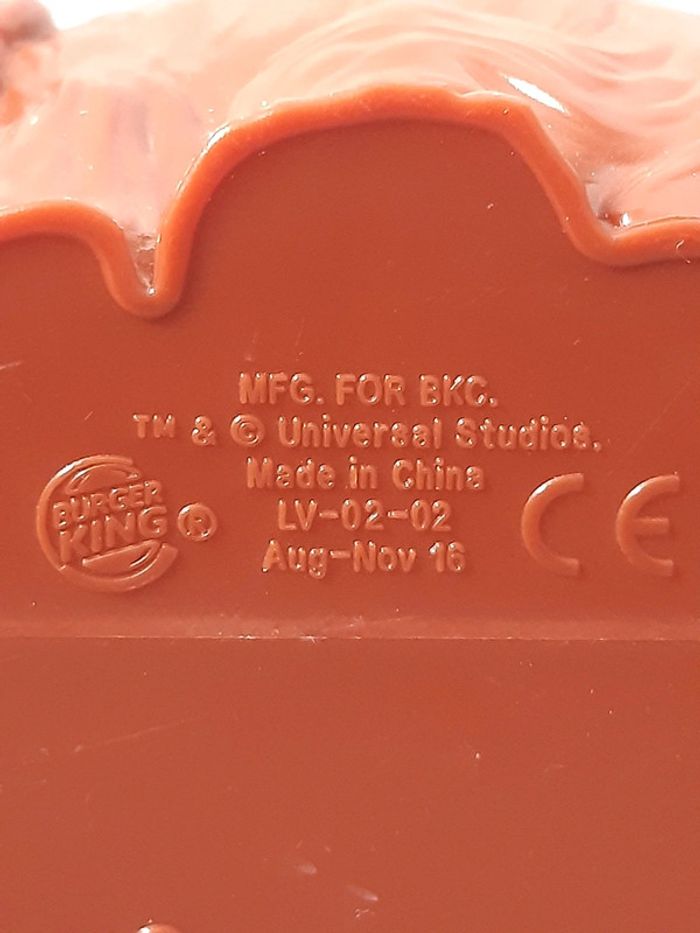 MFG. FOR BKC.
™ & © Universal Studios.
Made in China
LV-02-02
Aug-Nov 16
BURGER
KING ®
CE